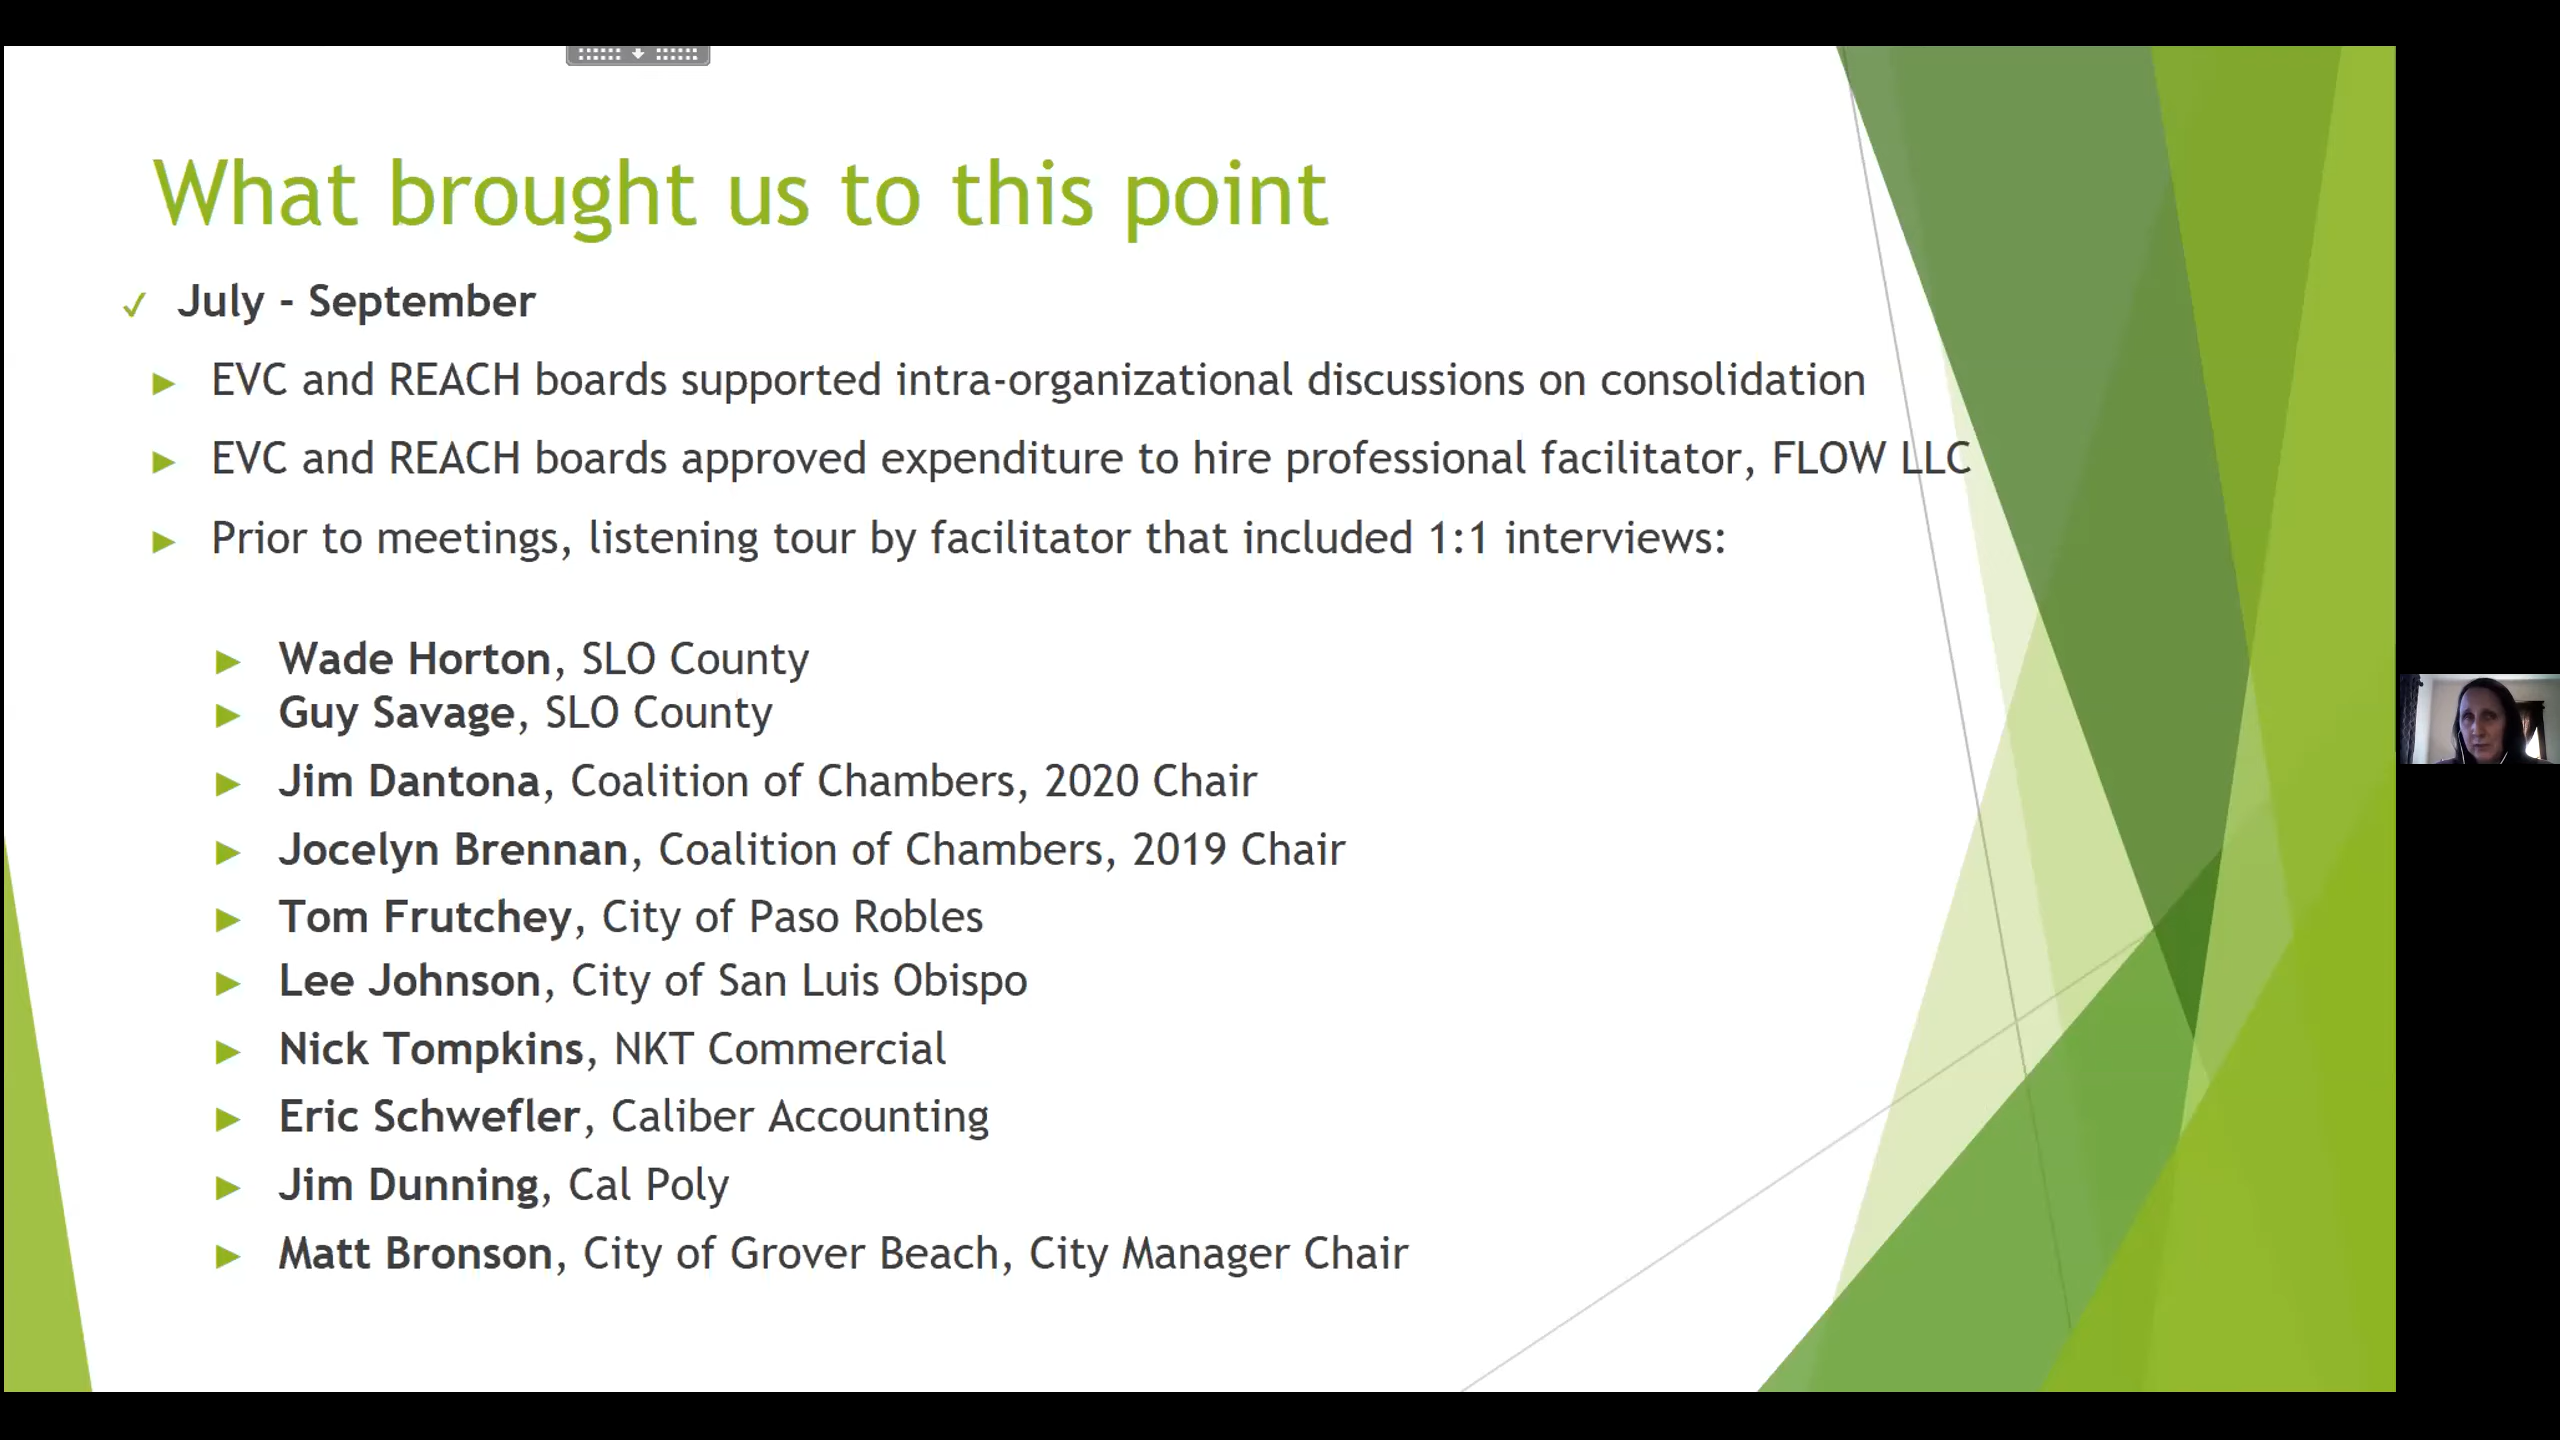 What brought us to this point
✓ July - September
► EVC and REACH boards supported intra-organizational discussions on consolidation
► EVC and REACH boards approved expenditure to hire professional facilitator, FLOW LLC
► Prior to meetings, listening tour by facilitator that included 1:1 interviews:
► Wade Horton, SLO County
► Guy Savage, SLO County
► Jim Dantona, Coalition of Chambers, 2020 Chair
► Jocelyn Brennan, Coalition of Chambers, 2019 Chair
► Tom Frutchey, City of Paso Robles
► Lee Johnson, City of San Luis Obispo
► Nick Tompkins, NKT Commercial
► Eric Schwefler, Caliber Accounting
► Jim Dunning, Cal Poly
► Matt Bronson, City of Grover Beach, City Manager Chair